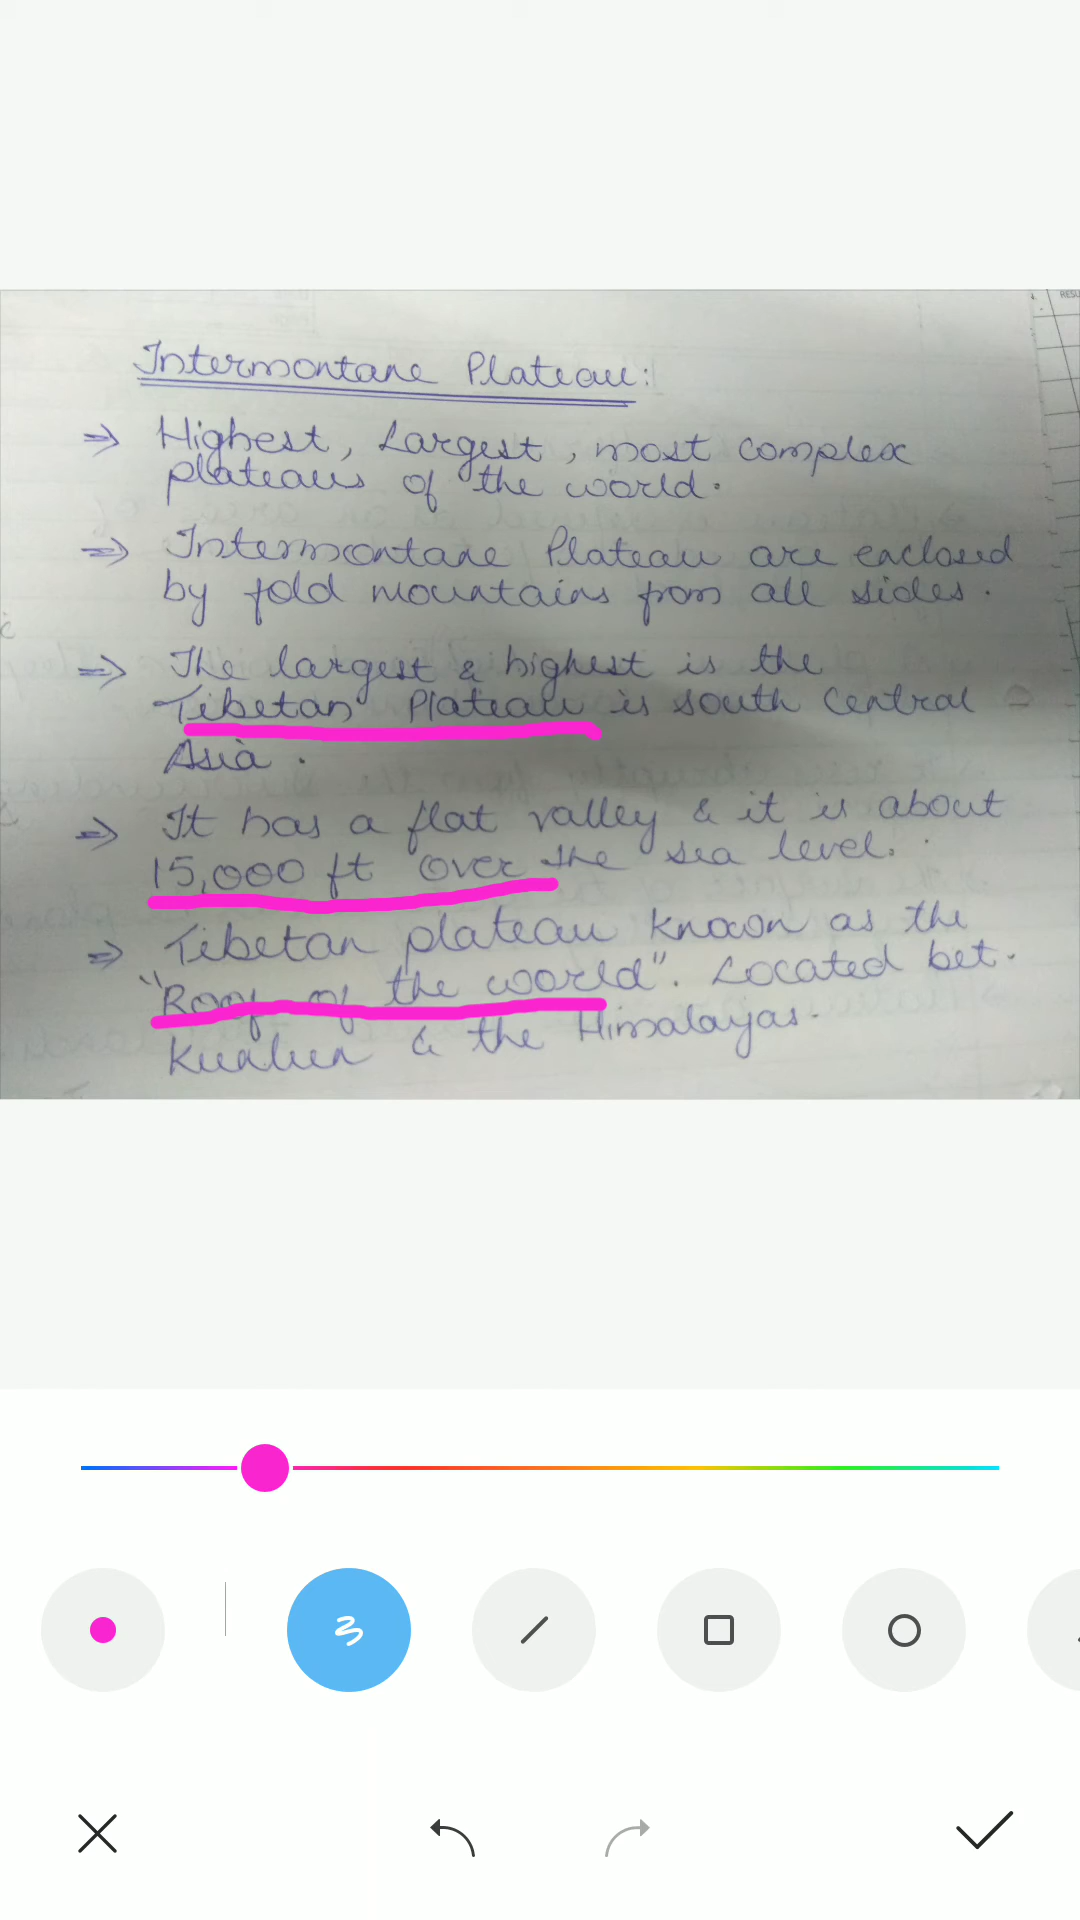 RESU
Intermontane Plateau:
⇒ Highest, Largest, most complex
plateaus of the world.
⇒ Intermontane Plateau are enclosed
by fold mountains from all sides.
⇒ The largest & highest is the
Tibetan Plateau is south Central
Asia.
⇒ It has a flat valley & it is about
15,000 ft over the sea level.
⇒ Tibetan plateau known as the
"Roof of the world". Located bet.
Kunlun & the Himalayas.